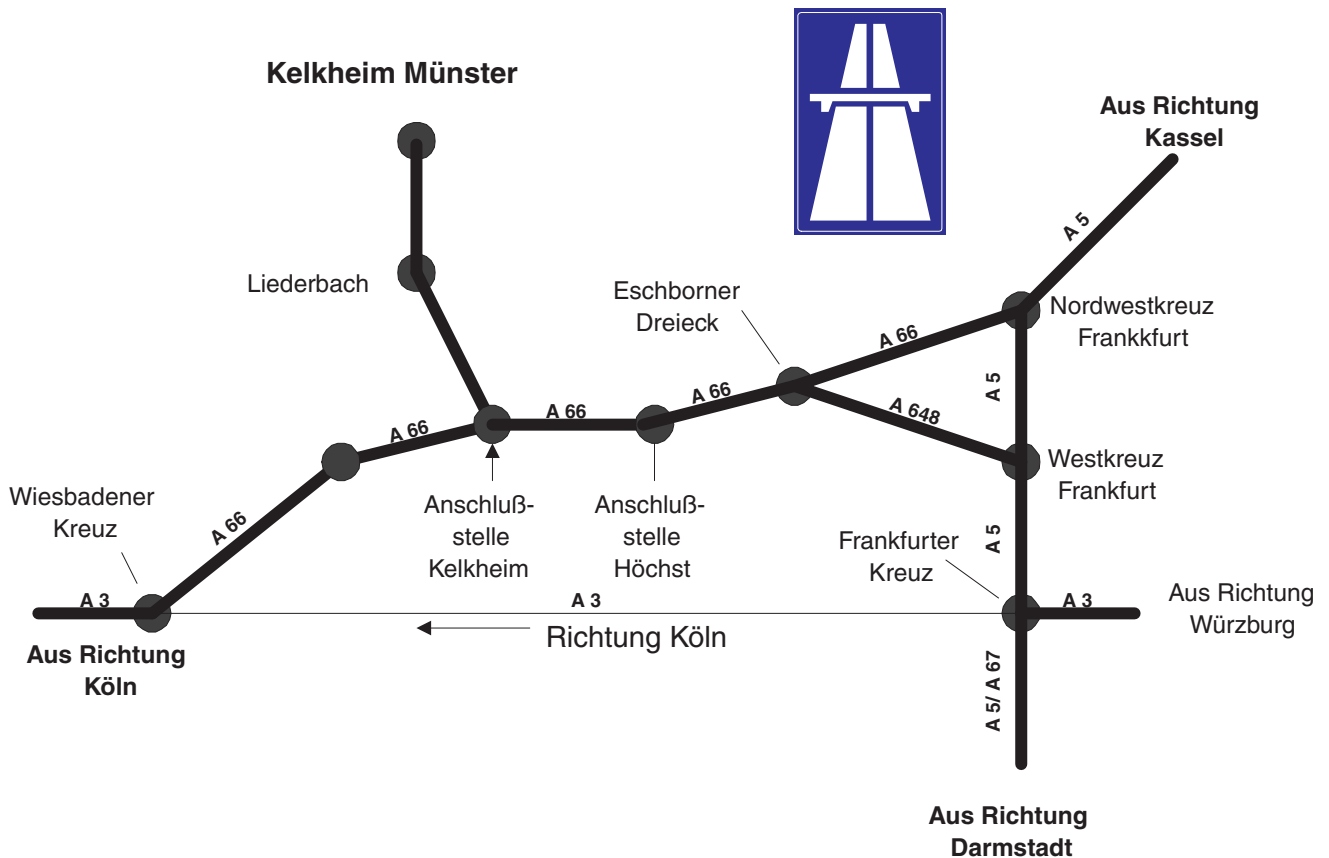 Kelkheim Münster
Aus Richtung
Kassel
A 5
Liederbach
Eschborner
Dreieck
Nordwestkreuz
Frankkfurt
A 66
A 5
A 66
A 66
A 648
A 66
Westkreuz
Frankfurt
Wiesbadener
Kreuz
A 66
Anschluß-
stelle
Kelkheim
Anschluß-
stelle
Höchst
A 5
Frankfurter
Kreuz
A 3
A 3
A 3
Aus Richtung
Würzburg
Richtung Köln
Aus Richtung
Köln
A 5/ A 67
Aus Richtung
Darmstadt